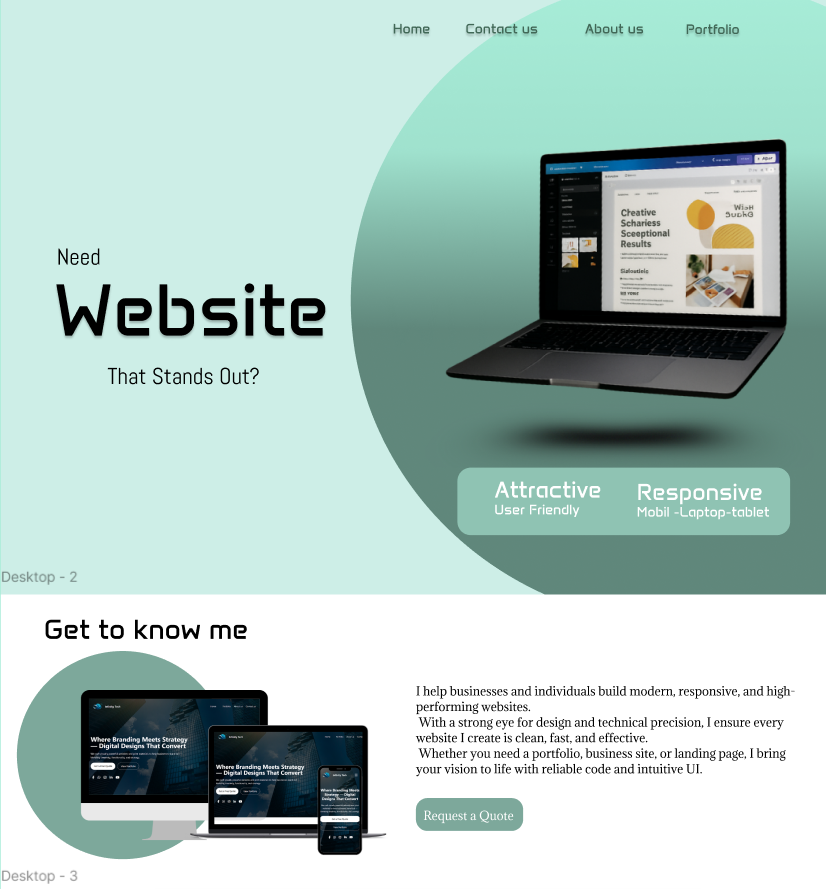 Home Contact us About us Portfolio
Need
Website
That Stands Out?
Creative
Schariess
Sceeptional
Results
Attractive
User Friendly
Responsive
Mobil -Laptop-tablet
Desktop - 2
Get to know me
Where Branding Meets Strategy
— Digital Designs That Convert
Where Branding Meets Strategy
— Digital Designs That Convert
Where Branding Meets
Strategy — Digital
Designs That Convert
I help businesses and individuals build modern, responsive, and high-
performing websites.
With a strong eye for design and technical precision, I ensure every
website I create is clean, fast, and effective.
Whether you need a portfolio, business site, or landing page, I bring
your vision to life with reliable code and intuitive UI.
Request a Quote
Desktop - 3